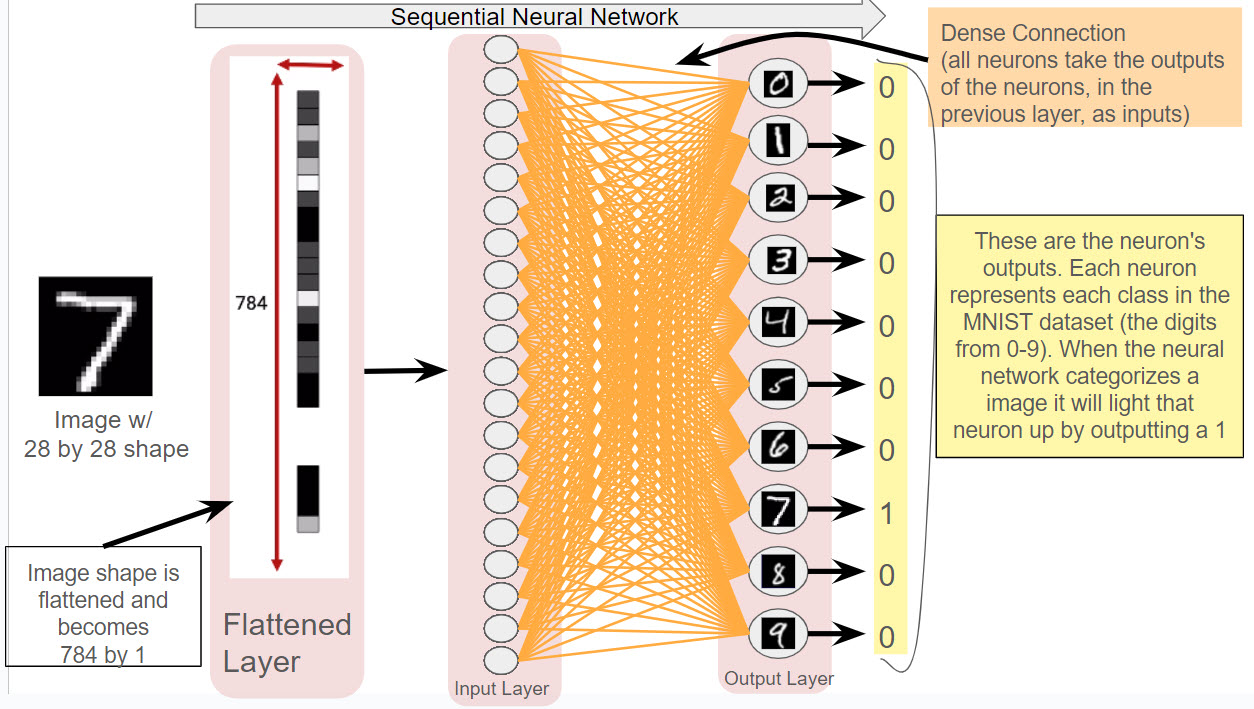 Sequential Neural Network
Dense Connection
(all neurons take the outputs
of the neurons, in the
previous layer, as inputs)
784
Image w/
28 by 28 shape
Image shape is
flattened and
becomes
784 by 1
Flattened
Layer
Input Layer
Output Layer
0
1
2
3
4
5
6
7
8
9
0
0
0
0
0
0
0
1
0
0
These are the neuron's
outputs. Each neuron
represents each class in the
MNIST dataset (the digits
from 0-9). When the neural
network categorizes a
image it will light that
neuron up by outputting a 1
7